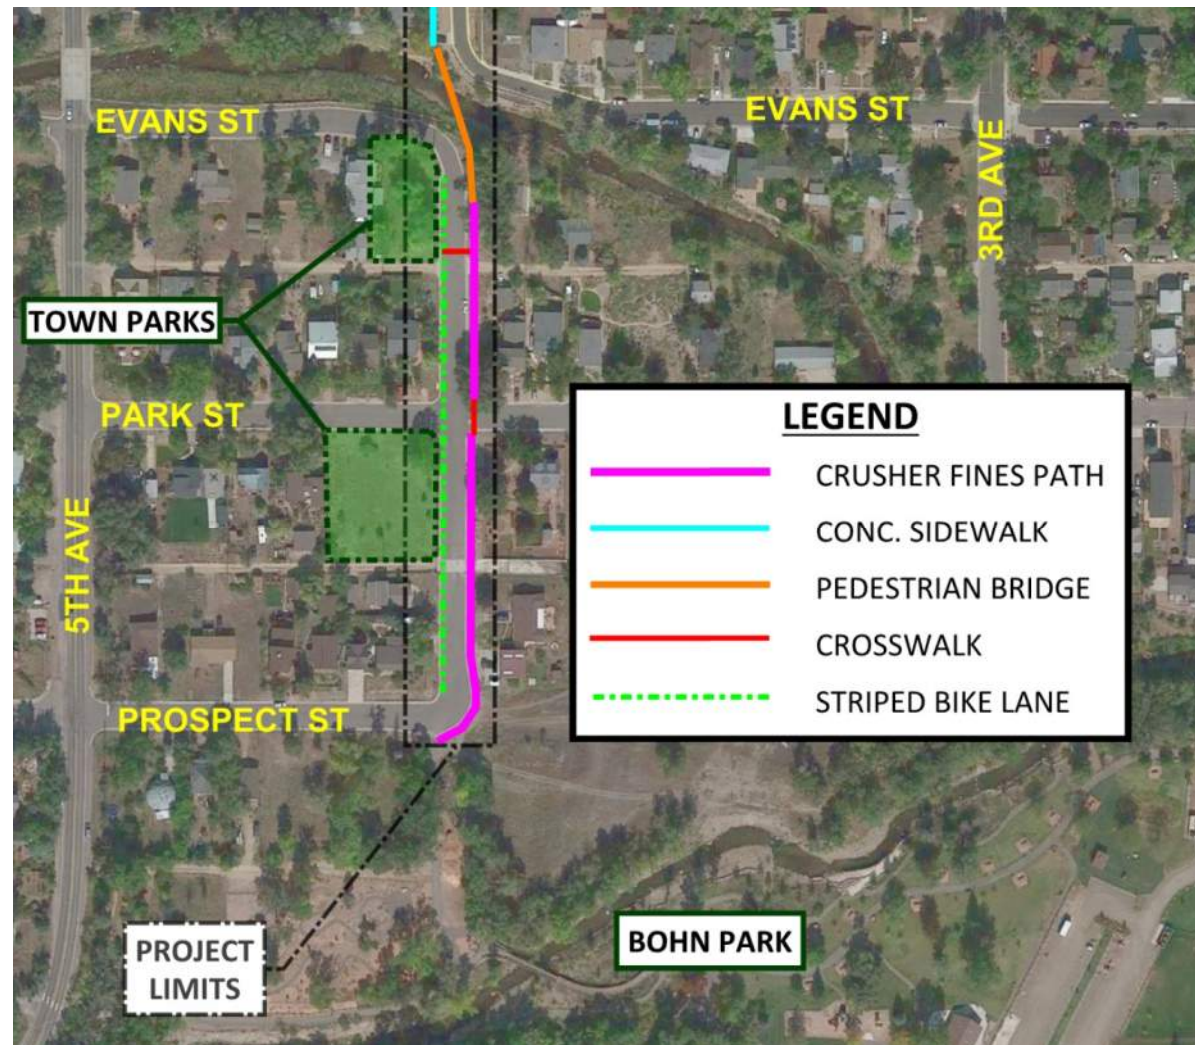 EVANS ST
EVANS ST
3RD AVE
TOWN PARKS
PARK ST
5TH AVE
PROSPECT ST
LEGEND
CRUSHER FINES PATH
CONC. SIDEWALK
PEDESTRIAN BRIDGE
CROSSWALK
STRIPED BIKE LANE
PROJECT
LIMITS
BOHN PARK